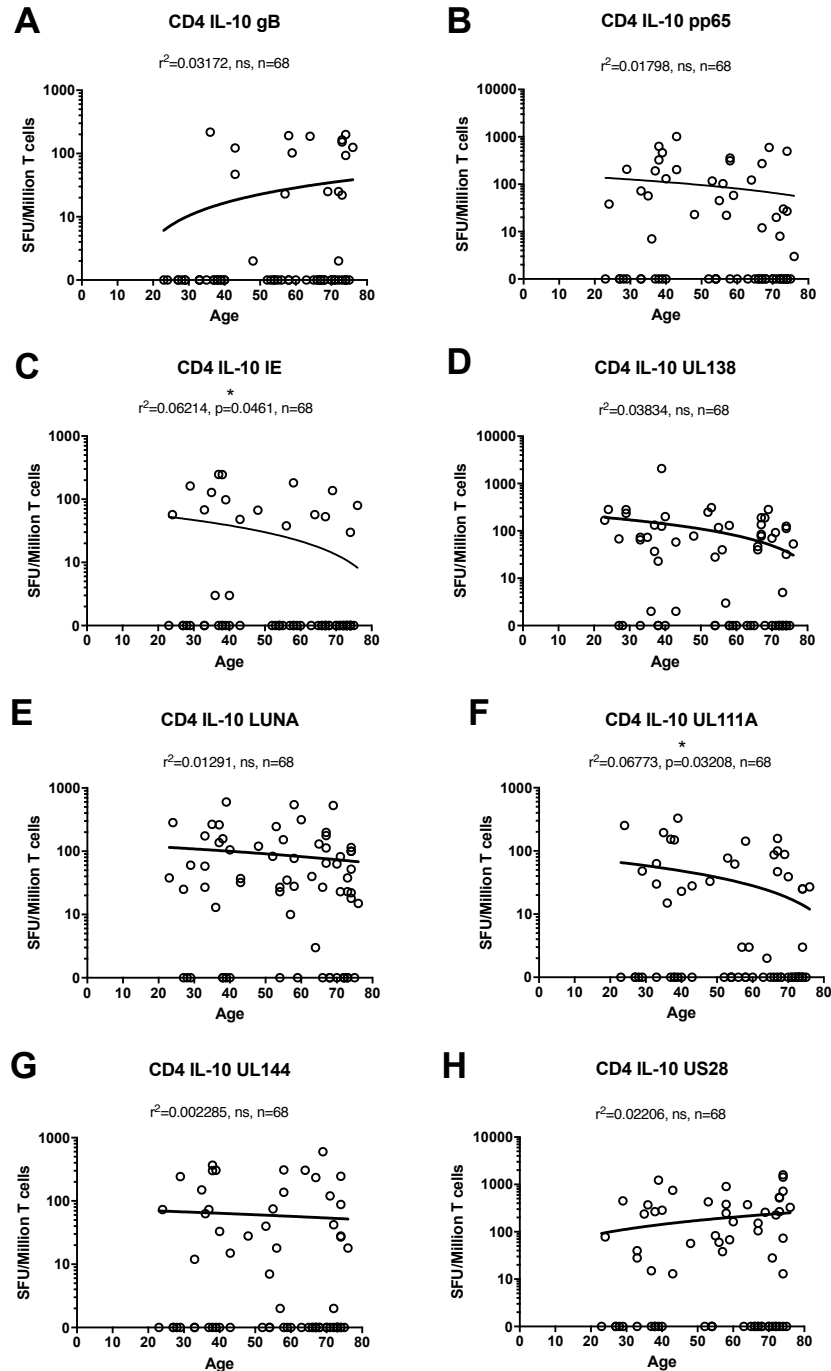 A
CD4 IL-10 gB
r²=0.03172, ns, n=68
SFU/Million T cells
1000
100
10
0
0 10 20 30 40 50 60 70 80
Age
B
CD4 IL-10 pp65
r²=0.01798, ns, n=68
SFU/Million T cells
10000
1000
100
10
0
0 10 20 30 40 50 60 70 80
Age
C
CD4 IL-10 IE
*
r²=0.06214, p=0.0461, n=68
SFU/Million T cells
1000
100
10
0
0 10 20 30 40 50 60 70 80
Age
D
CD4 IL-10 UL138
r²=0.03834, ns, n=68
SFU/Million T cells
10000
1000
100
10
0
0 10 20 30 40 50 60 70 80
Age
E
CD4 IL-10 LUNA
r²=0.01291, ns, n=68
SFU/Million T cells
1000
100
10
0
0 10 20 30 40 50 60 70 80
Age
F
CD4 IL-10 UL111A
*
r²=0.06773, p=0.03208, n=68
SFU/Million T cells
1000
100
10
0
0 10 20 30 40 50 60 70 80
Age
G
CD4 IL-10 UL144
r²=0.002285, ns, n=68
SFU/Million T cells
1000
100
10
0
0 10 20 30 40 50 60 70 80
Age
H
CD4 IL-10 US28
r²=0.02206, ns, n=68
SFU/Million T cells
10000
1000
100
10
0
0 10 20 30 40 50 60 70 80
Age